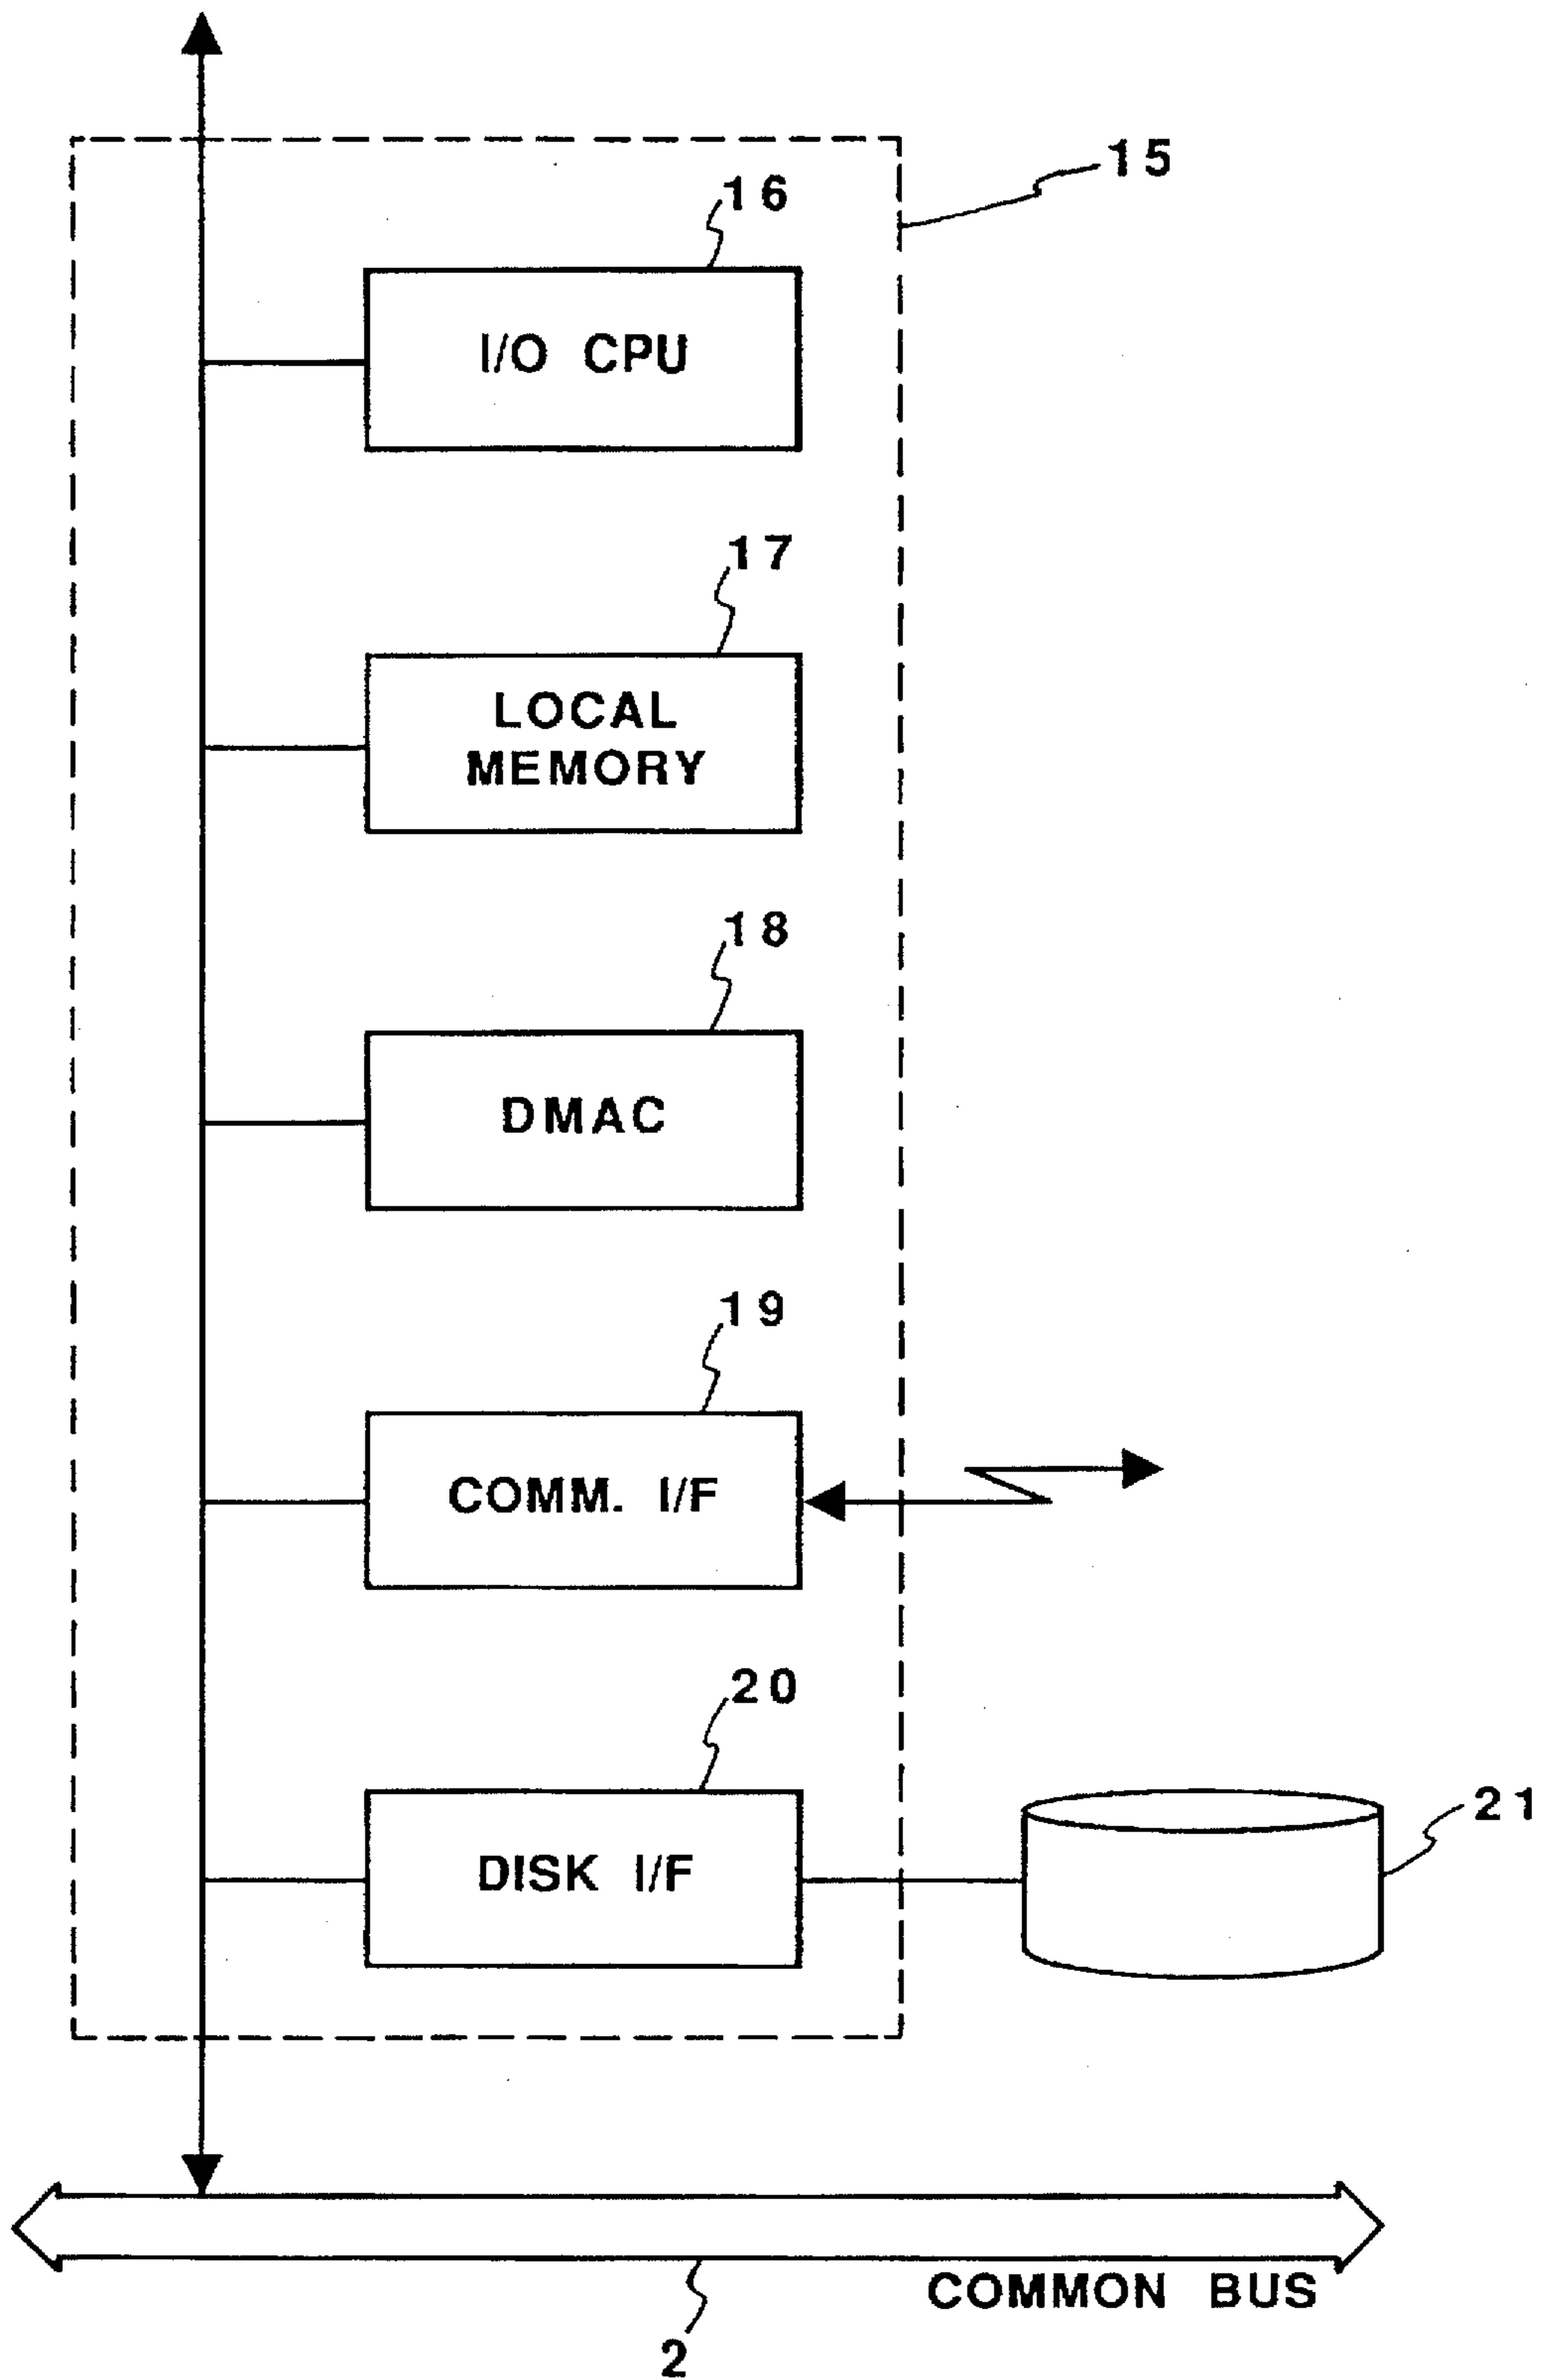 15
16
I/O CPU
17
LOCAL
MEMORY
18
DMAC
19
COMM. I/F
20
DISK I/F
21
COMMON BUS
2